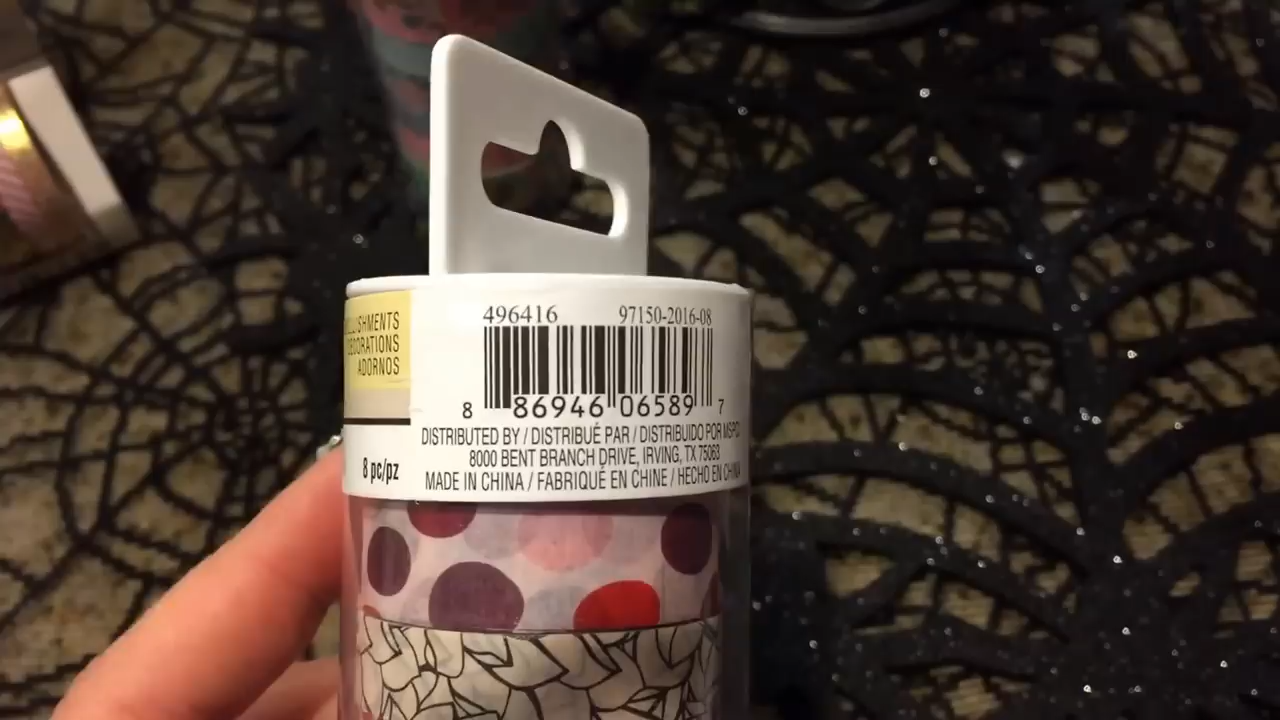 LLISHMENTS
DECORATIONS
ADORNOS
8 pc/pz
496416 97150-2016-08
8 86946 06589 7
DISTRIBUTED BY / DISTRIBUÉ PAR / DISTRIBUIDO POR
8000 BENT BRANCH DRIVE, IRVING, TX 75063
MADE IN CHINA / FABRIQUÉ EN CHINE / HECHO EN CHINA